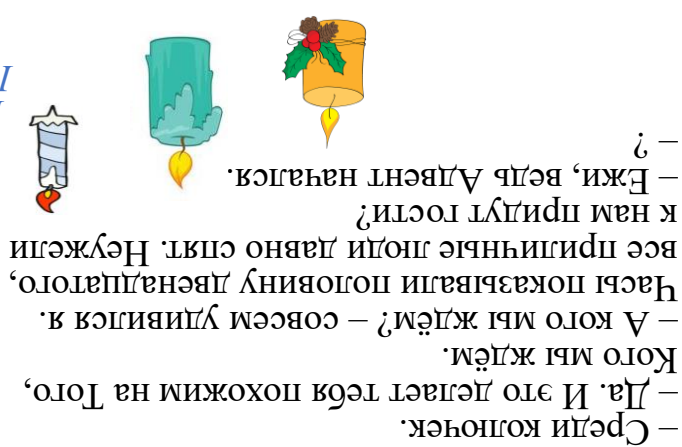 – Среди колючек.
– Да. И это делает тебя похожим на Того,
Кого мы ждём.
– А кого мы ждём? – совсем удивился я.
Часы показывали половину двенадцатого,
все приличные люди давно спят. Неужели
к нам придут гости?
– Ежи, ведь Адвент начался.
– ?